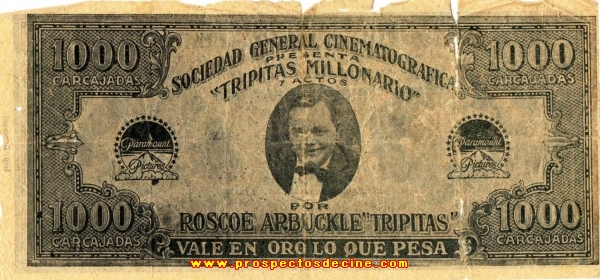 1000
CARCAJADAS
SOCIEDAD GENERAL CINEMATOGRAFICA
PRESENTA
"TRIPITAS MILLONARIO"
7 ACTOS
1000
CARCAJADAS
Paramount
Pictures
Paramount
Pictures
POR
ROSCOE ARBUCKLE "TRIPITAS"
1000
CARCAJADAS
1000
CARCAJADAS
VALE EN ORO LO QUE PESA
www.prospectosdecine.com